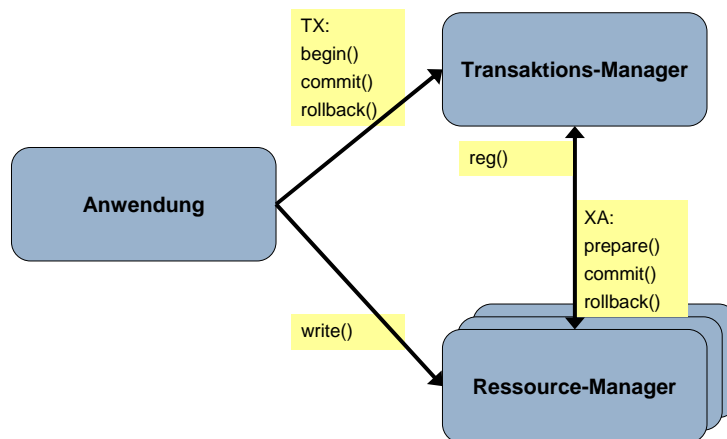 TX:
begin()
commit()
rollback()
Transaktions-Manager
reg()
Anwendung
XA:
prepare()
commit()
rollback()
write()
Ressource-Manager